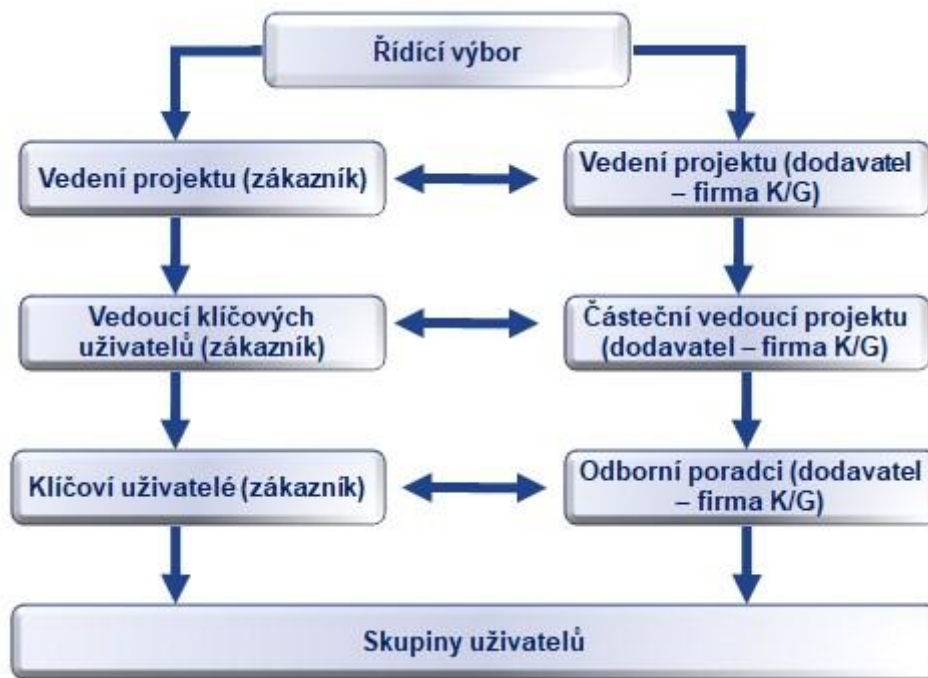 Řídící výbor
Vedení projektu (zákazník)
Vedení projektu (dodavatel
– firma K/G)
Vedoucí klíčových
uživatelů (zákazník)
Částeční vedoucí projektu
(dodavatel – firma K/G)
Klíčoví uživatelé (zákazník)
Odborní poradci (dodavatel
– firma K/G)
Skupiny uživatelů